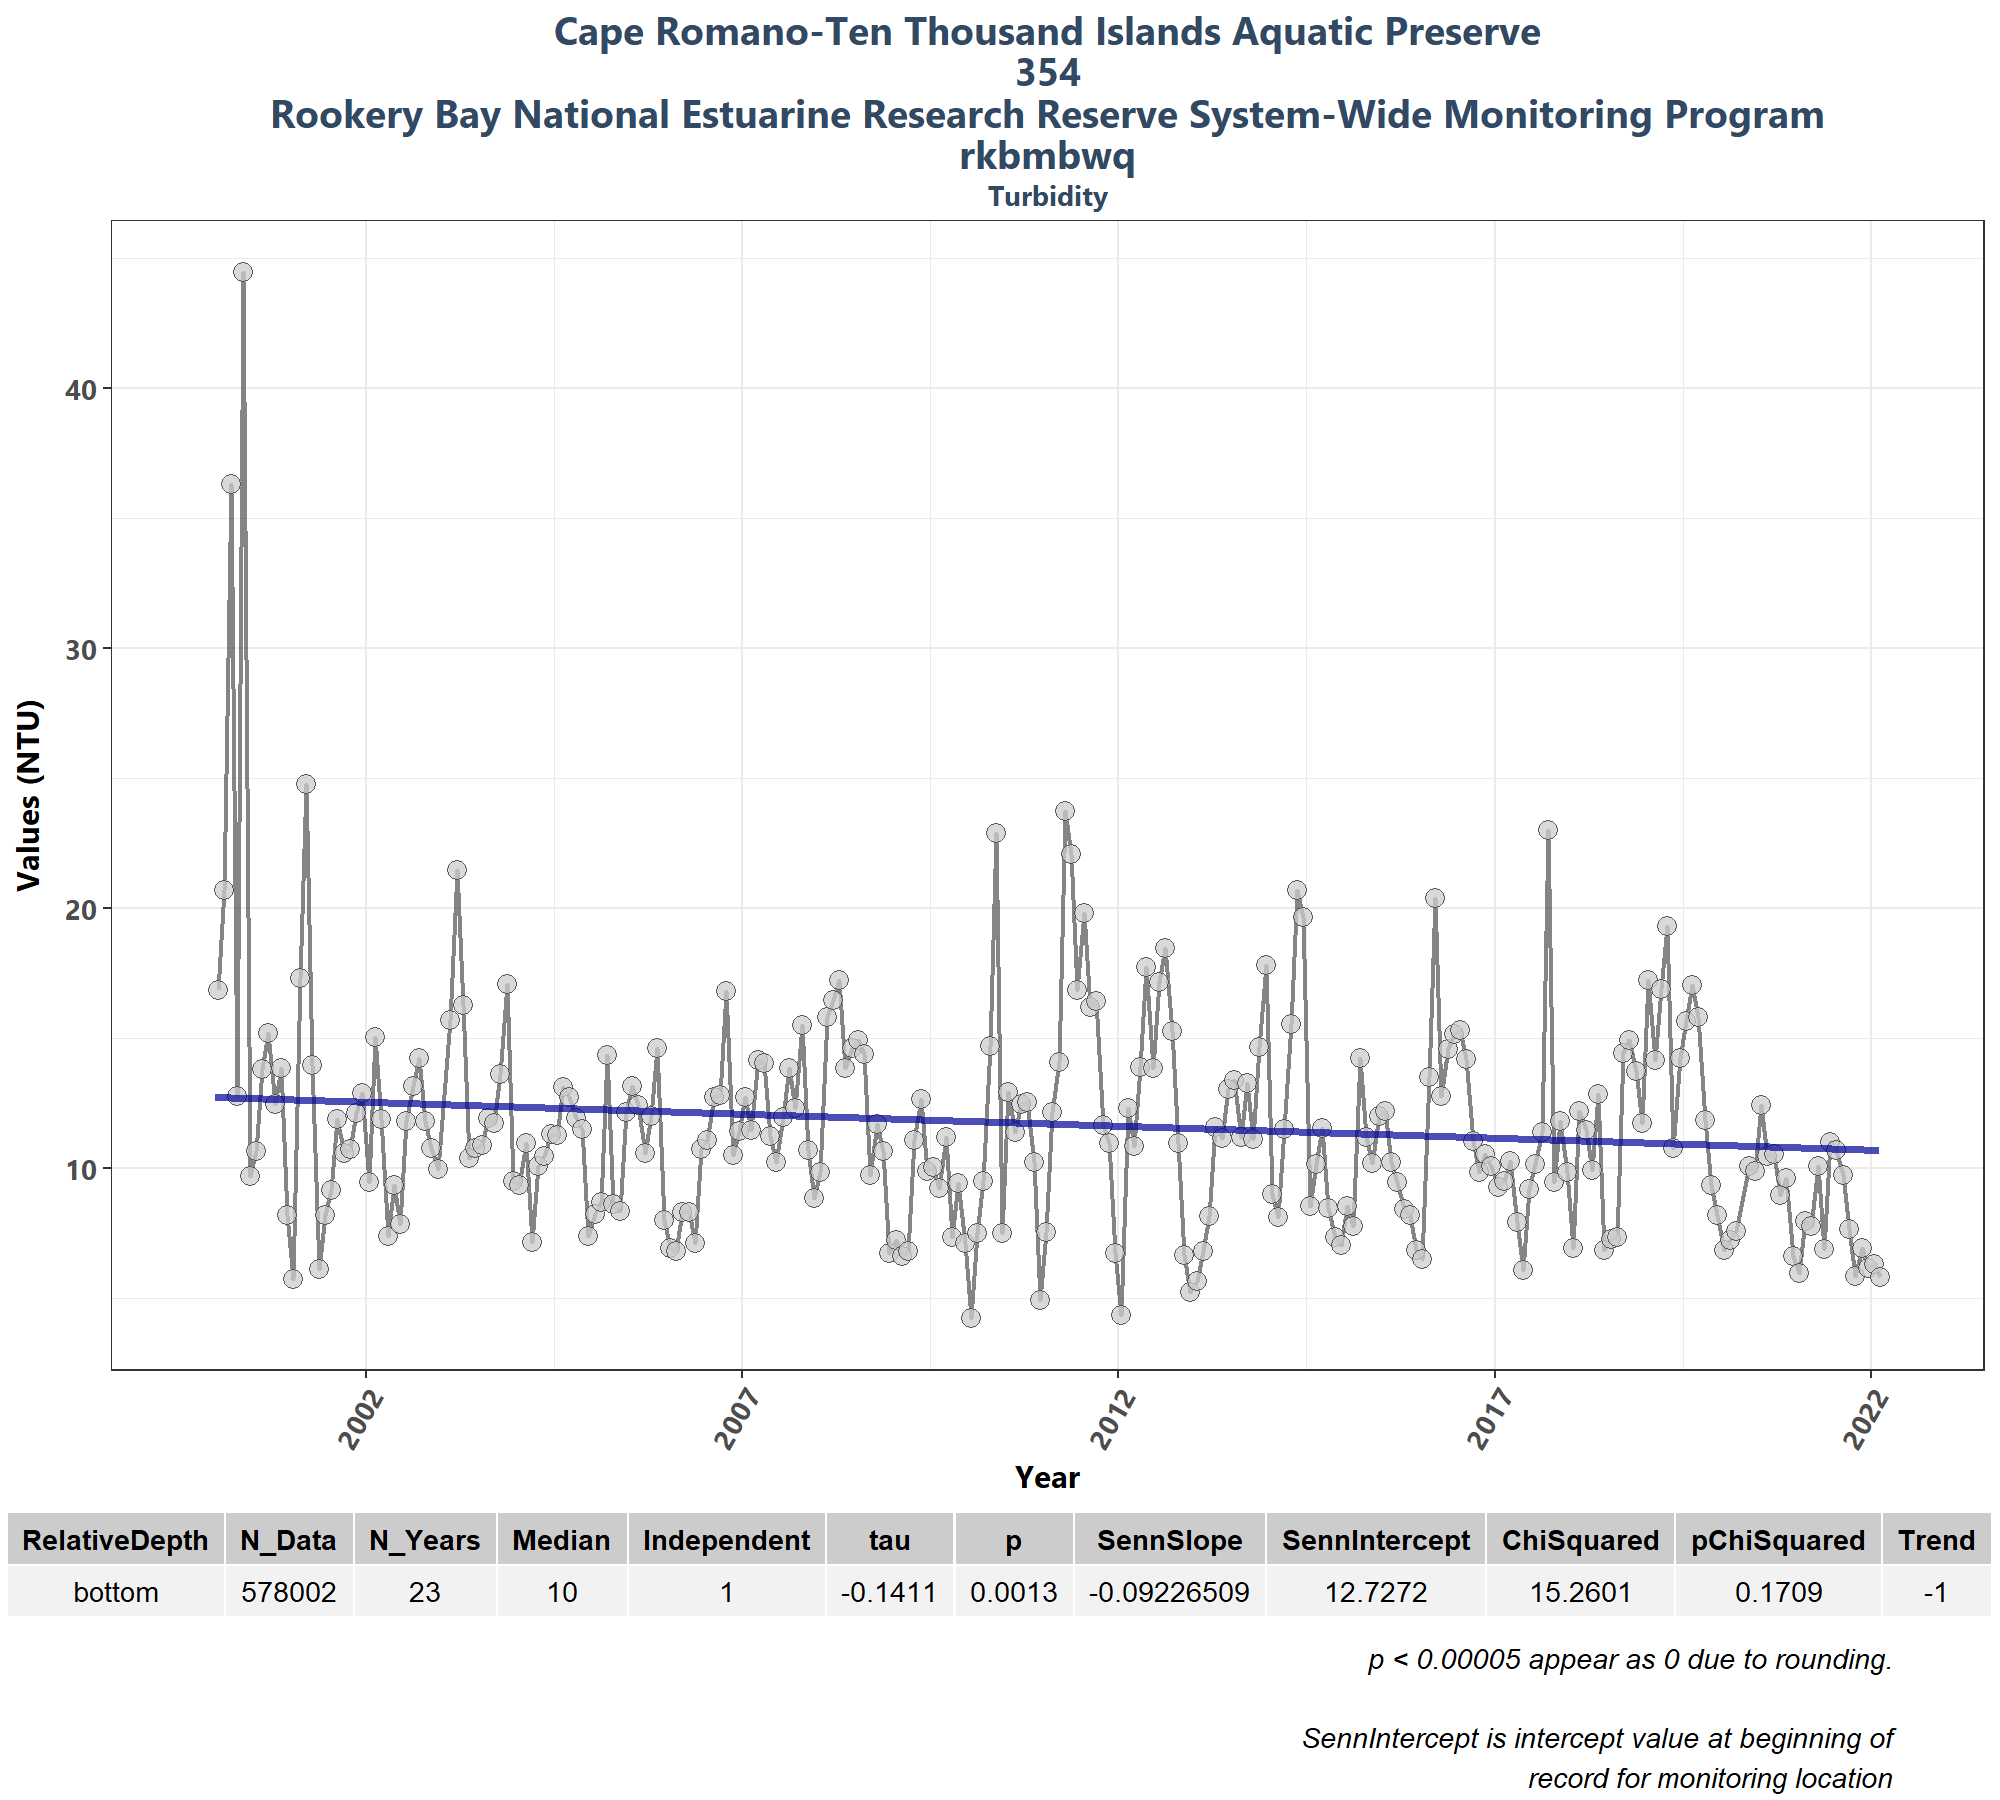 Cape Romano-Ten Thousand Islands Aquatic Preserve
354
Rookery Bay National Estuarine Research Reserve System-Wide Monitoring Program
rkbmbwq
Turbidity
40
30
20
10
Values (NTU)
2002 2007 2012 2017 2022
Year
RelativeDepth N_Data N_Years Median Independent tau p SennSlope SennIntercept ChiSquared pChiSquared Trend
bottom 578002 23 10 1 -0.1411 0.0013 -0.09226509 12.7272 15.2601 0.1709 -1
p < 0.00005 appear as 0 due to rounding.
SennIntercept is intercept value at beginning of
record for monitoring location